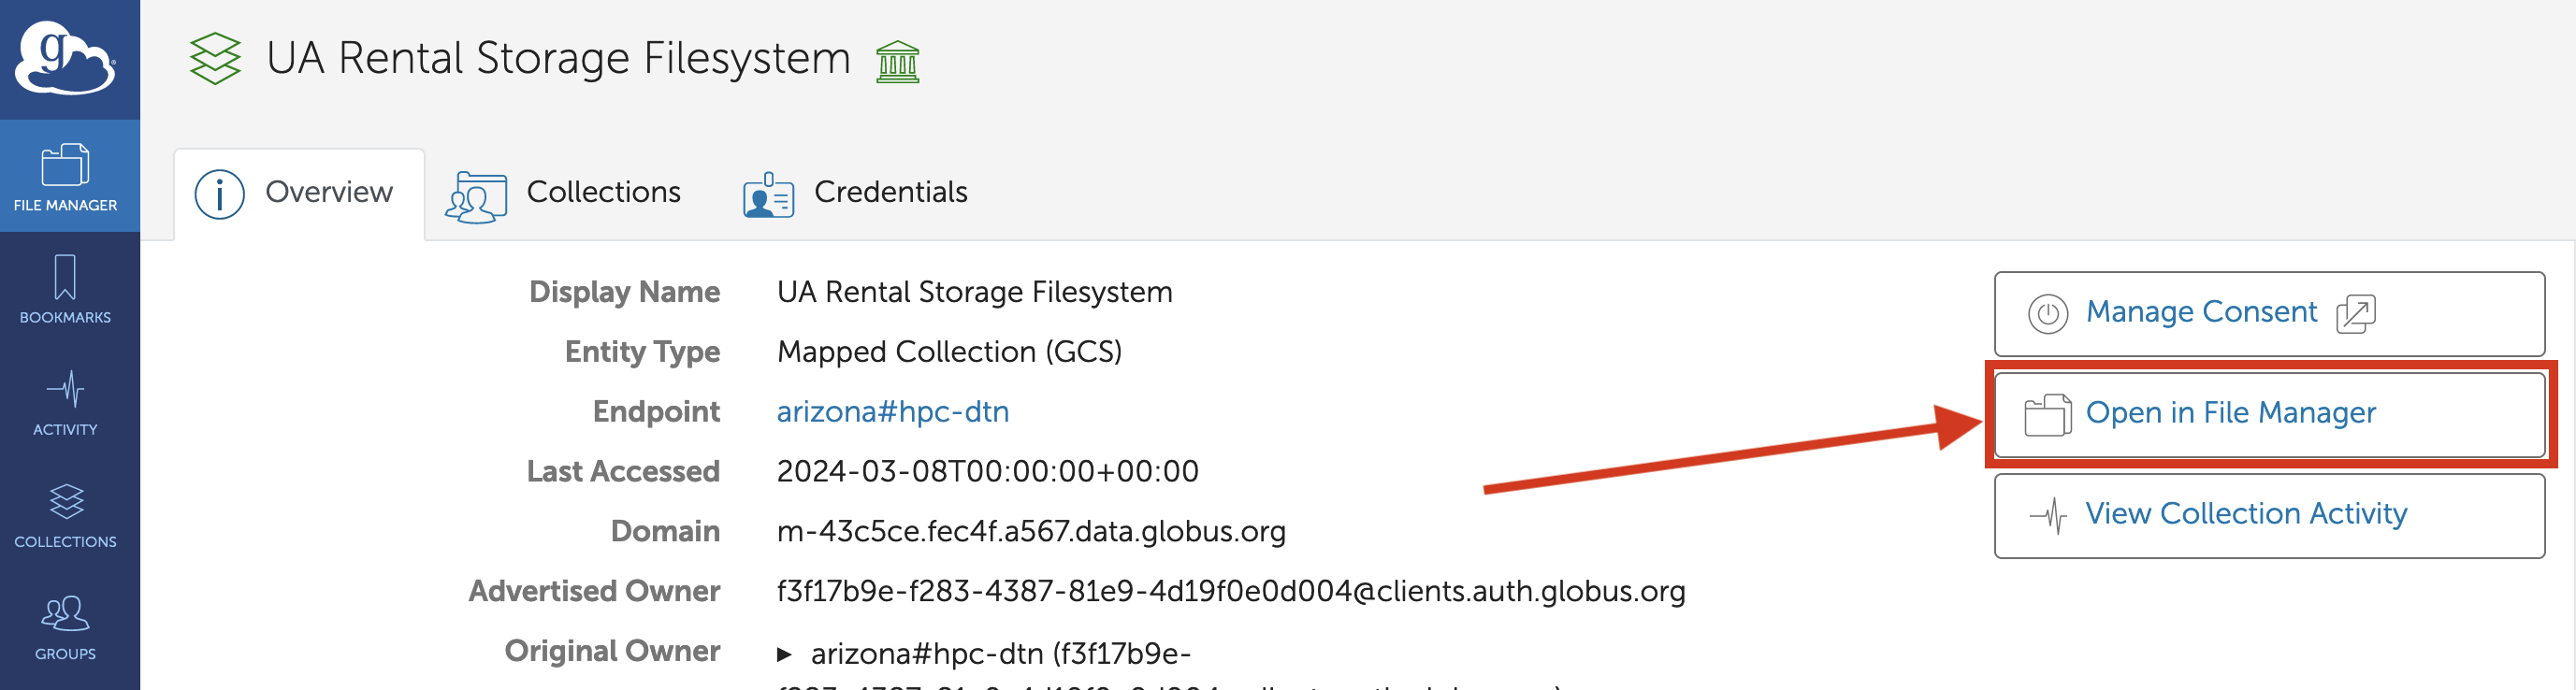 g
UA Rental Storage Filesystem
FILE MANAGER
Overview
Collections
Credentials
BOOKMARKS
ACTIVITY
COLLECTIONS
GROUPS
Display Name UA Rental Storage Filesystem
Entity Type Mapped Collection (GCS)
Endpoint arizona#hpc-dtn
Last Accessed 2024-03-08T00:00:00+00:00
Domain m-43c5ce.fec4f.a567.data.globus.org
Advertised Owner f3f17b9e-f283-4387-81e9-4d19f0e0d004@clients.auth.globus.org
Original Owner ▸ arizona#hpc-dtn (f3f17b9e-
Manage Consent
Open in File Manager
View Collection Activity